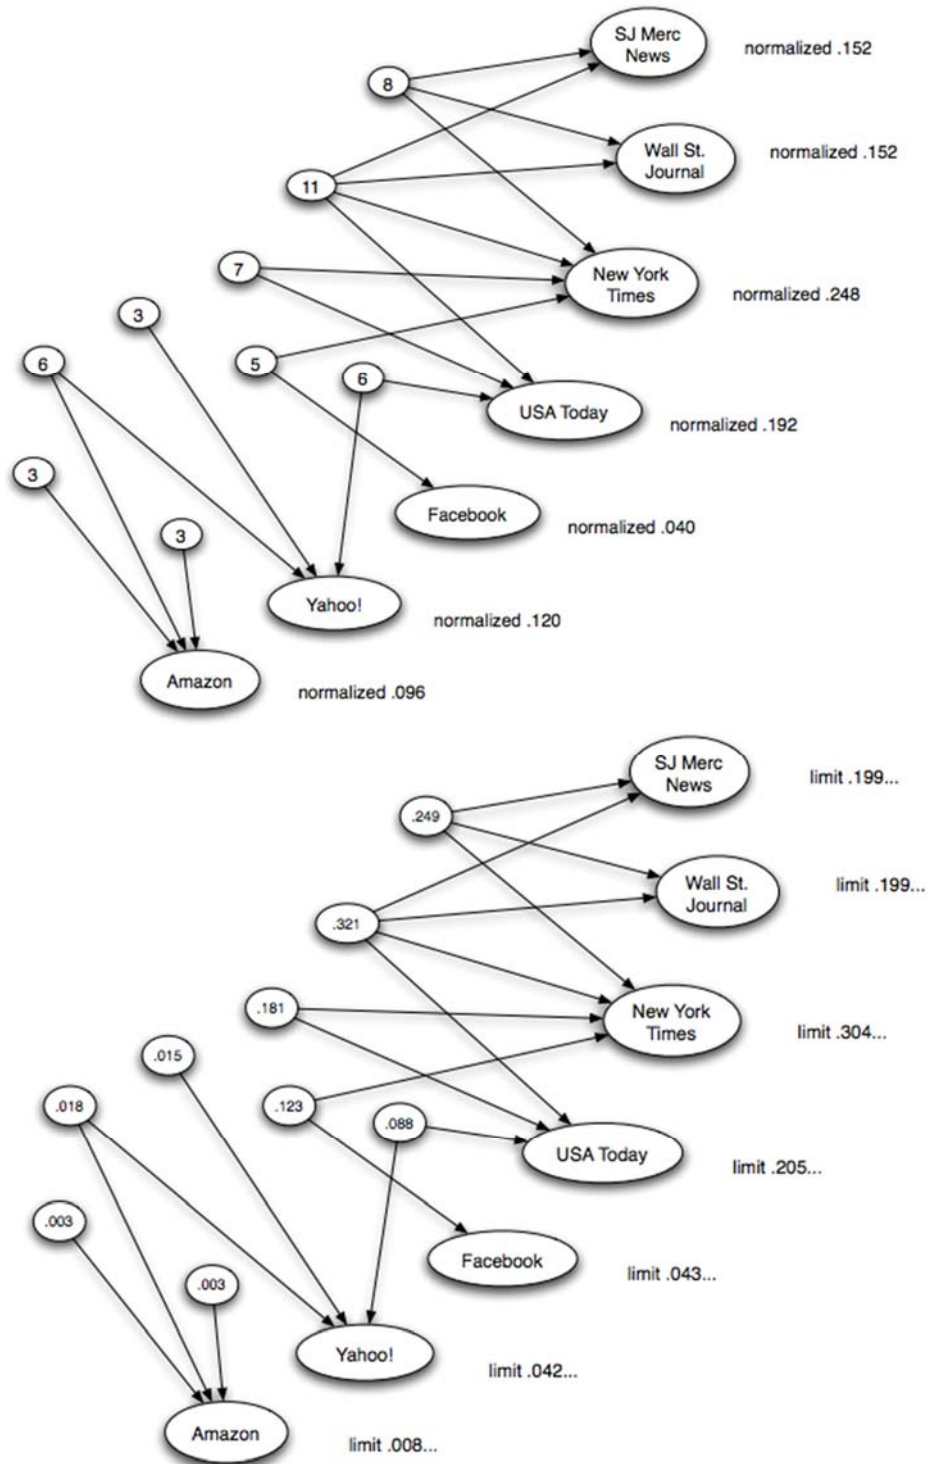 SJ Merc
News
normalized .152
8
Wall St.
Journal
normalized .152
11
7
New York
Times
normalized .248
3
6
5
6
USA Today
normalized .192
3
Facebook
normalized .040
3
Yahoo!
normalized .120
Amazon
normalized .096
SJ Merc
News
limit .199...
.249
Wall St.
Journal
limit .199...
.321
.181
New York
Times
limit .304...
.015
.018
.123
.088
USA Today
limit .205...
.003
Facebook
limit .043...
.003
Yahoo!
limit .042...
Amazon
limit .008...